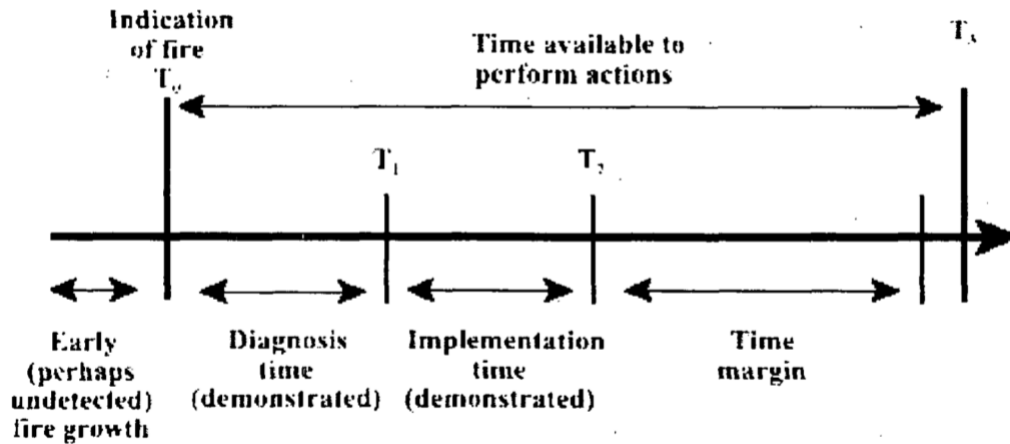 Indication
of fire
T₀
Time available to
perform actions
T₃
T₁
T₂
Early
(perhaps
undetected)
fire growth
Diagnosis
time
(demonstrated)
Implementation
time
(demonstrated)
Time
margin